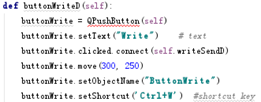 def buttonWriteD(self):
    buttonWrite = QPushButton(self)
    buttonWrite.setText("Write")    # text
    buttonWrite.clicked.connect(self.writeSendD)
    buttonWrite.move(300, 250)
    buttonWrite.setObjectName("ButtonWrite")
    buttonWrite.setShortcut('Ctrl+W')  #shortcut key